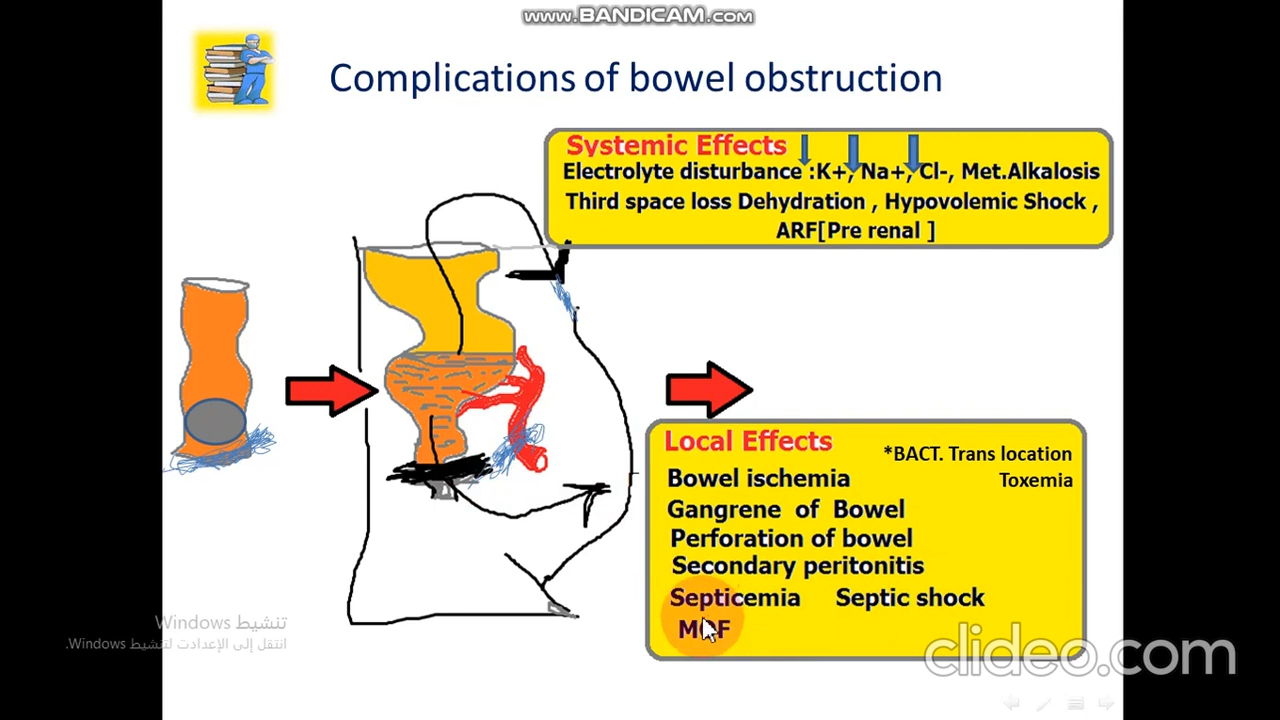 www.BANDICAM.com
Complications of bowel obstruction
Systemic Effects
Electrolyte disturbance :K+, Na+, Cl-, Met.Alkalosis
Third space loss Dehydration , Hypovolemic Shock ,
ARF[Pre renal ]
Local Effects
*BACT. Trans location
Toxemia
Bowel ischemia
Gangrene of Bowel
Perforation of bowel
Secondary peritonitis
Septicemia Septic shock
MOF
تنشيط Windows
انتقل إلى الإعدادت لتنشيط Windows.
clideo.com